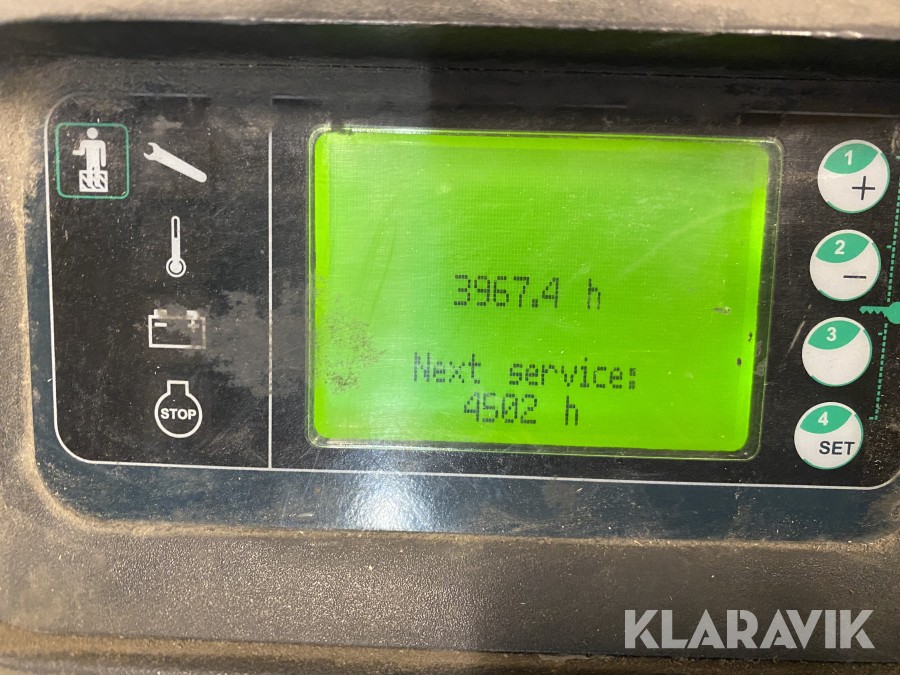 3967.4 h
Next service:
4502 h
STOP
1
+
2
−
3
4
SET
KLARAVIK